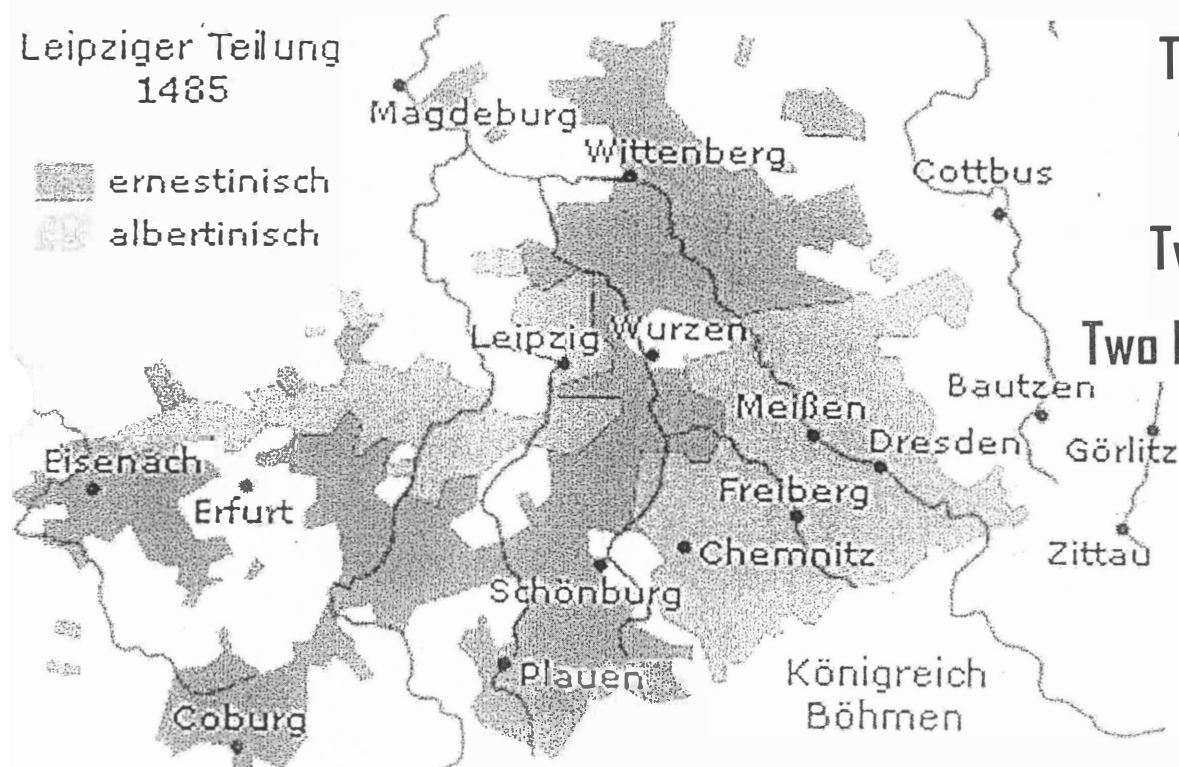 Leipziger Teilung
1485
ernestinisch
albertinisch
Magdeburg
Wittenberg
Cottbus
Leipzig
Wurzen
Two
Bautzen
Meißen
Dresden
Görlitz
Eisenach
Erfurt
Freiberg
Chemnitz
Zittau
Schönburg
Plauen
Königreich
Böhmen
Coburg